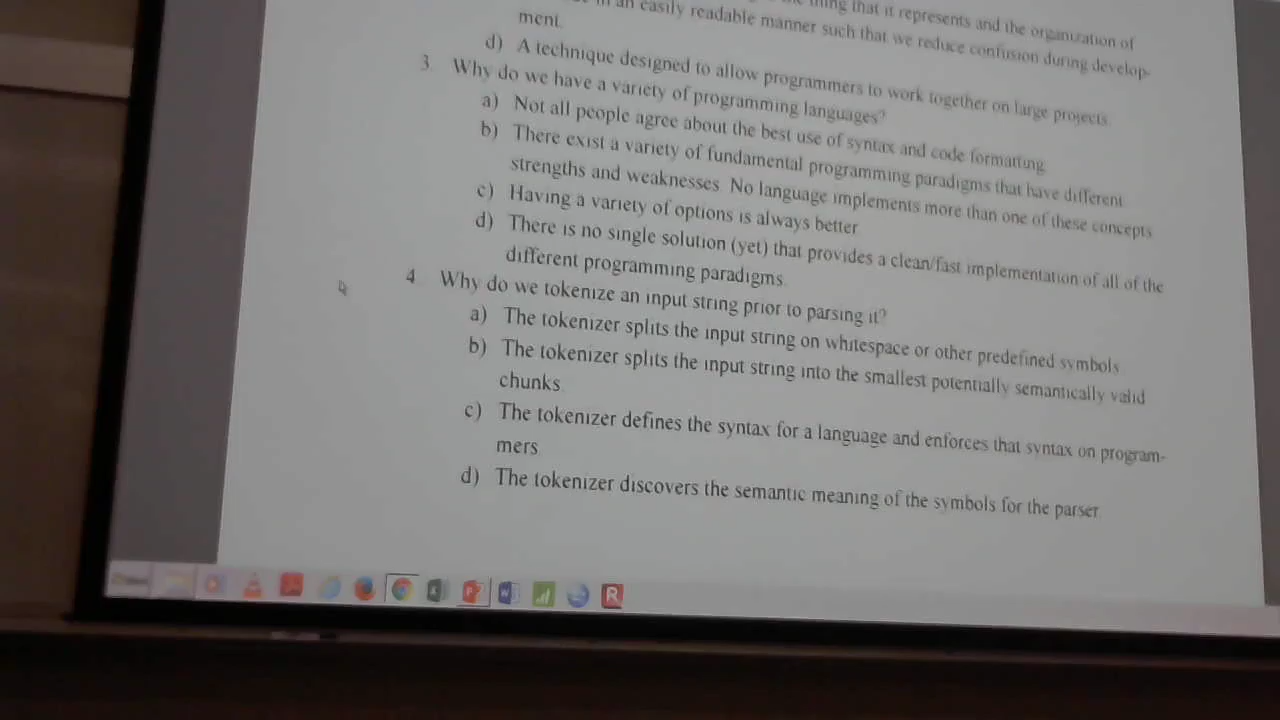 thing that it represents and the organization of
in an easily readable manner such that we reduce confusion during develop-
ment.
d) A technique designed to allow programmers to work together on large projects.
3. Why do we have a variety of programming languages?
a) Not all people agree about the best use of syntax and code formatting.
b) There exist a variety of fundamental programming paradigms that have different
strengths and weaknesses. No language implements more than one of these concepts
c) Having a variety of options is always better
d) There is no single solution (yet) that provides a clean/fast implementation of all of the
different programming paradigms.
4. Why do we tokenize an input string prior to parsing it?
a) The tokenizer splits the input string on whitespace or other predefined symbols
b) The tokenizer splits the input string into the smallest potentially semantically valid
chunks.
c) The tokenizer defines the syntax for a language and enforces that syntax on program-
mers
d) The tokenizer discovers the semantic meaning of the symbols for the parser.
R